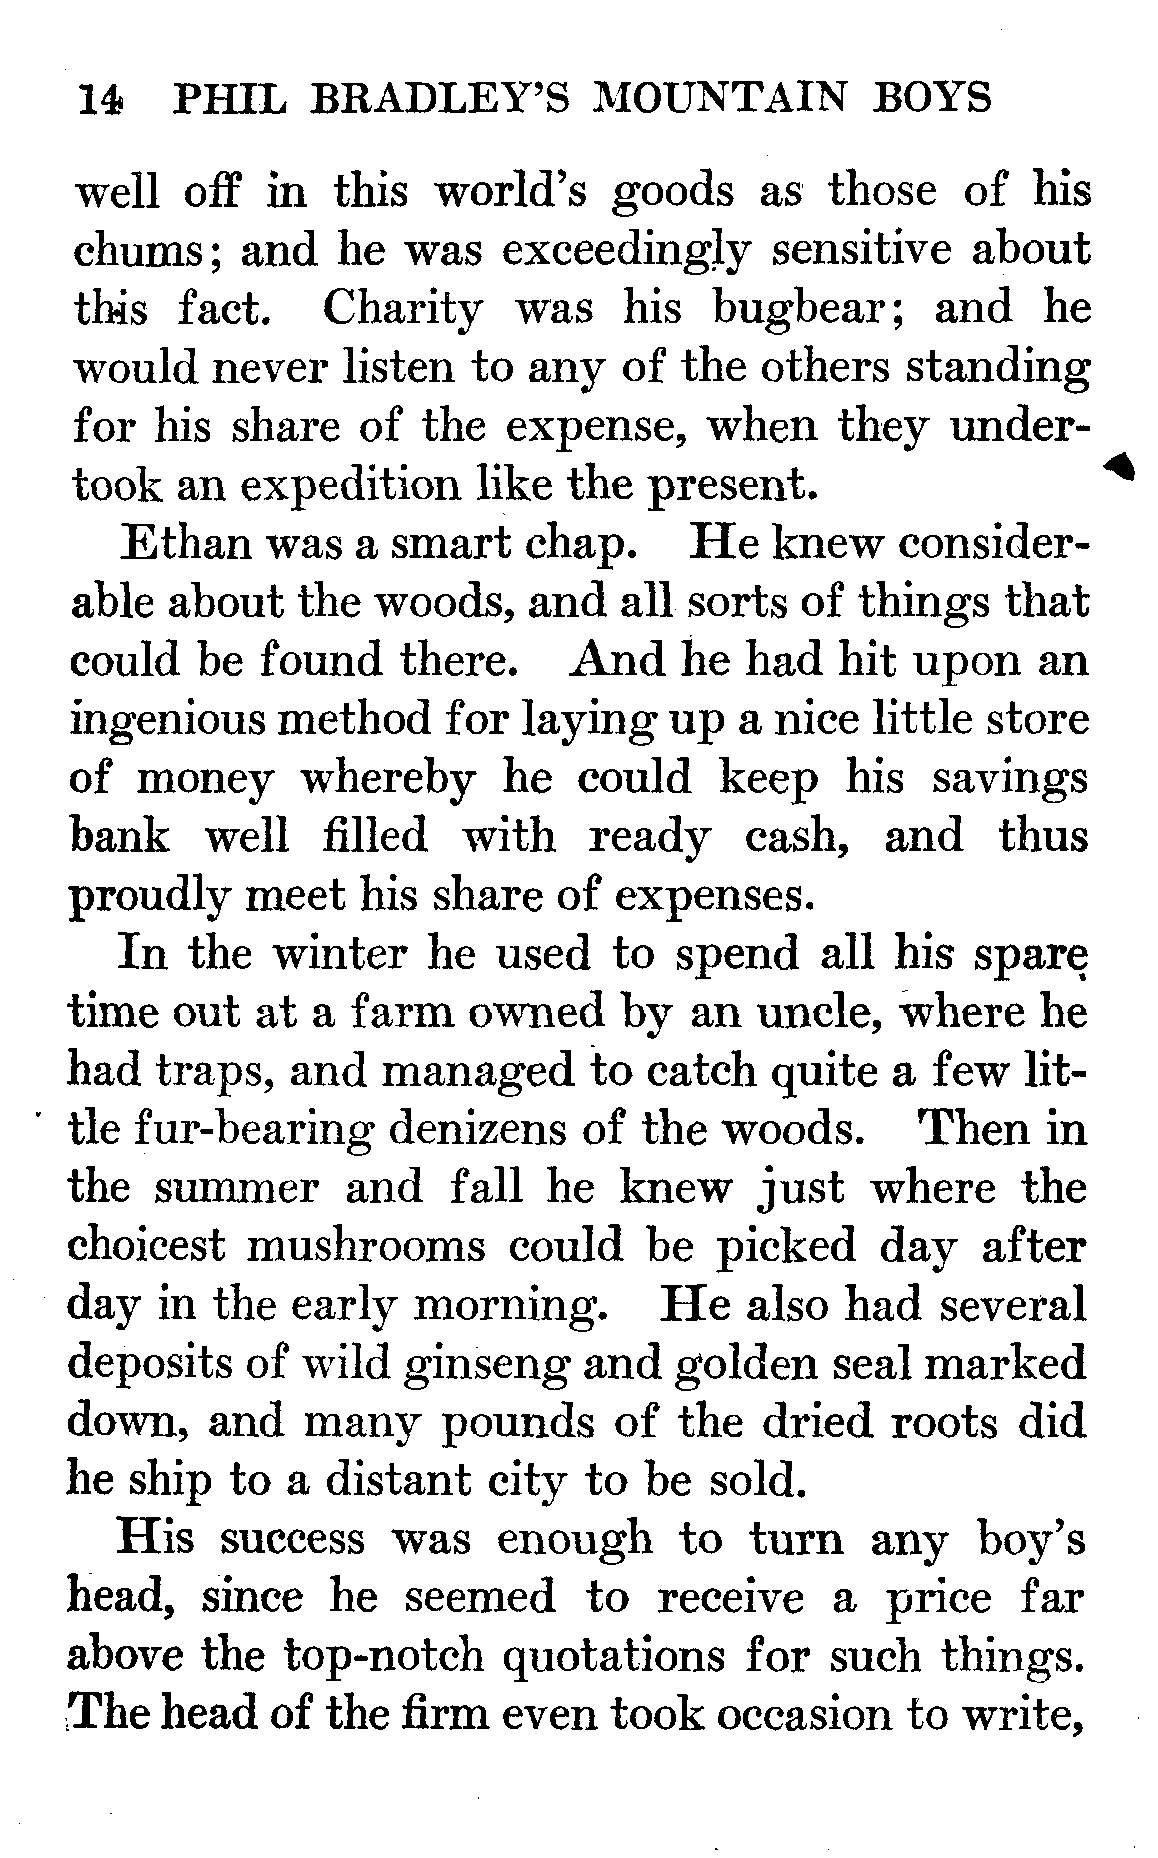 14 PHIL BRADLEY'S MOUNTAIN BOYS
well off in this world's goods as those of his
chums; and he was exceedingly sensitive about
this fact. Charity was his bugbear; and he
would never listen to any of the others standing
for his share of the expense, when they under-
took an expedition like the present.
Ethan was a smart chap. He knew consider-
able about the woods, and all sorts of things that
could be found there. And he had hit upon an
ingenious method for laying up a nice little store
of money whereby he could keep his savings
bank well filled with ready cash, and thus
proudly meet his share of expenses.
In the winter he used to spend all his spare
time out at a farm owned by an uncle, where he
had traps, and managed to catch quite a few lit-
tle fur-bearing denizens of the woods. Then in
the summer and fall he knew just where the
choicest mushrooms could be picked day after
day in the early morning. He also had several
deposits of wild ginseng and golden seal marked
down, and many pounds of the dried roots did
he ship to a distant city to be sold.
His success was enough to turn any boy's
head, since he seemed to receive a price far
above the top-notch quotations for such things.
The head of the firm even took occasion to write,